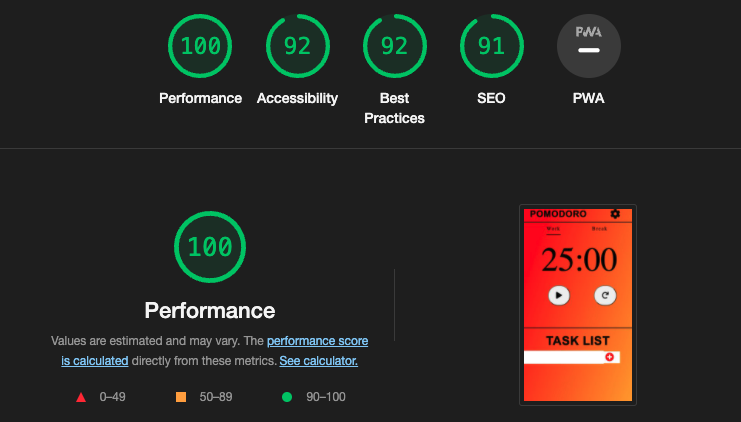 100
92
92
91
PWA
Performance
Accessibility
Best
Practices
SEO
PWA
100
Performance
Values are estimated and may vary. The performance score
is calculated directly from these metrics. See calculator.
0–49
50–89
90–100
POMODORO
Work
Break
25:00
TASK LIST